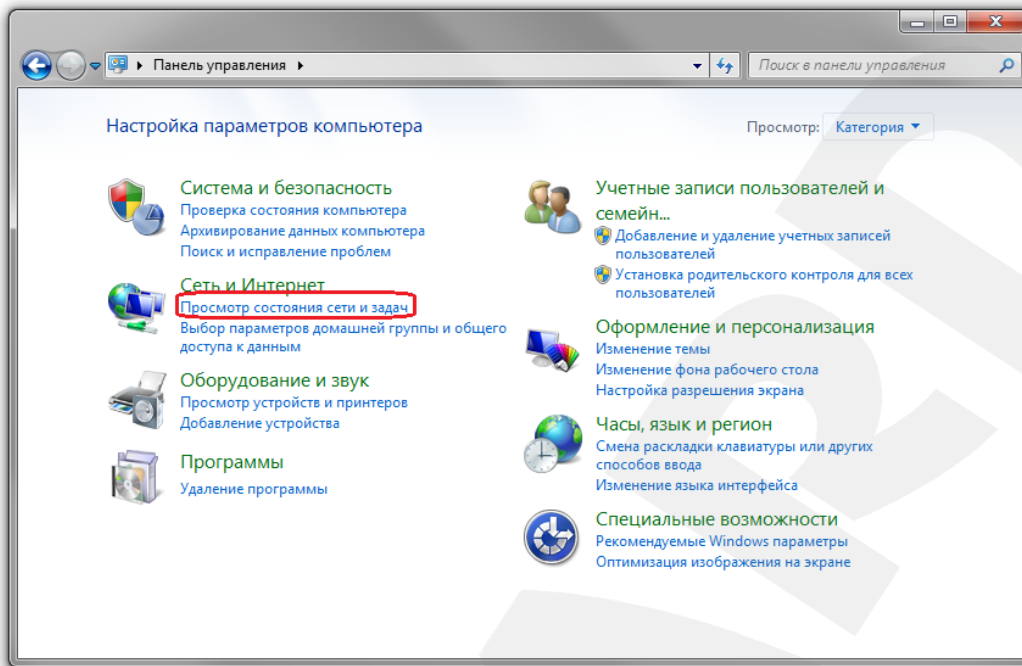 Панель управления
Поиск в панели управления
Настройка параметров компьютера
Просмотр: Категория
Система и безопасность
Проверка состояния компьютера
Архивирование данных компьютера
Поиск и исправление проблем
Сеть и Интернет
Просмотр состояния сети и задач
Выбор параметров домашней группы и общего
доступа к данным
Оборудование и звук
Просмотр устройств и принтеров
Добавление устройства
Программы
Удаление программы
Учетные записи пользователей и
семейн...
Добавление и удаление учетных записей
пользователей
Установка родительского контроля для всех
пользователей
Оформление и персонализация
Изменение темы
Изменение фона рабочего стола
Настройка разрешения экрана
Часы, язык и регион
Смена раскладки клавиатуры или других
способов ввода
Изменение языка интерфейса
Специальные возможности
Рекомендуемые Windows параметры
Оптимизация изображения на экране